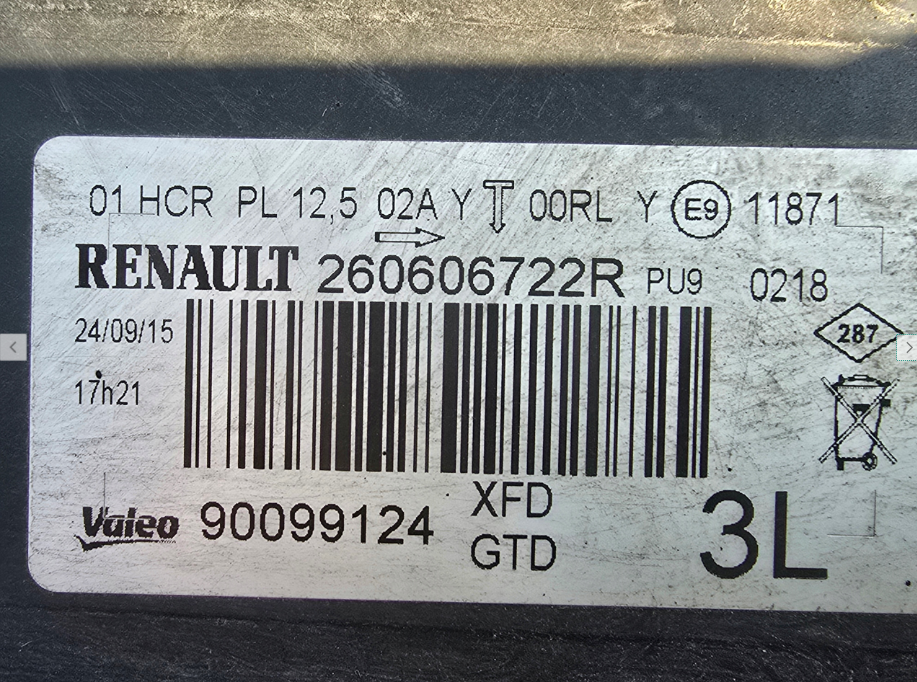 01 HCR PL 12,5 02A Y 00RL Y E9 11871
RENAULT 260606722R PU9 0218
24/09/15
287
17h21
Valeo 90099124
XFD
GTD
3L